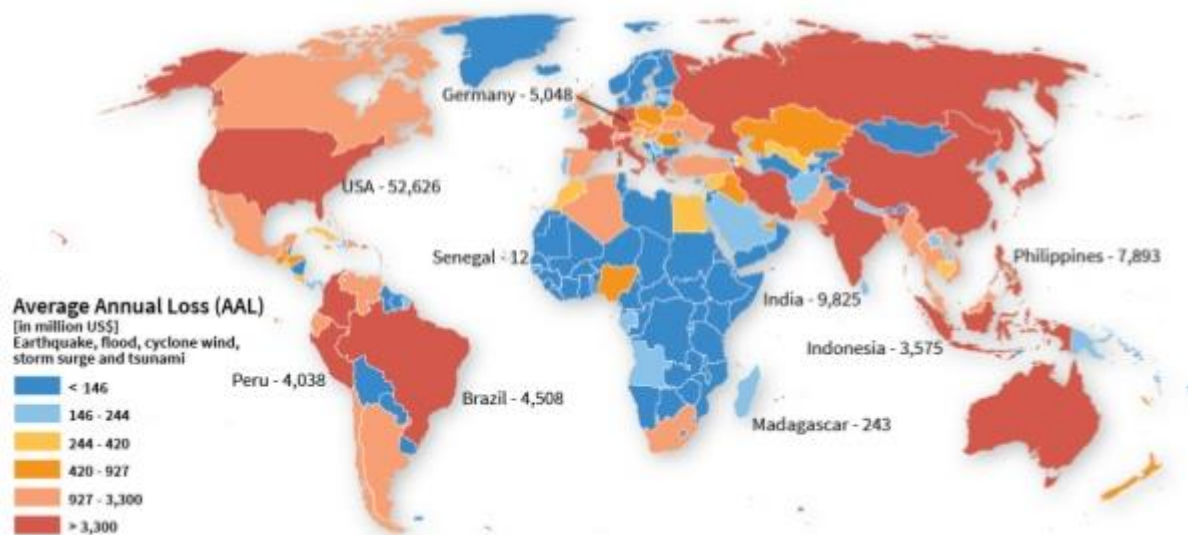 Germany - 5,048
USA - 52,626
Senegal - 12
Philippines - 7,893
India - 9,825
Indonesia - 3,575
Peru - 4,038
Brazil - 4,508
Madagascar - 243
Average Annual Loss (AAL)
[in million US$]
Earthquake, flood, cyclone wind,
storm surge and tsunami
< 146
146 - 244
244 - 420
420 - 927
927 - 3,300
> 3,300